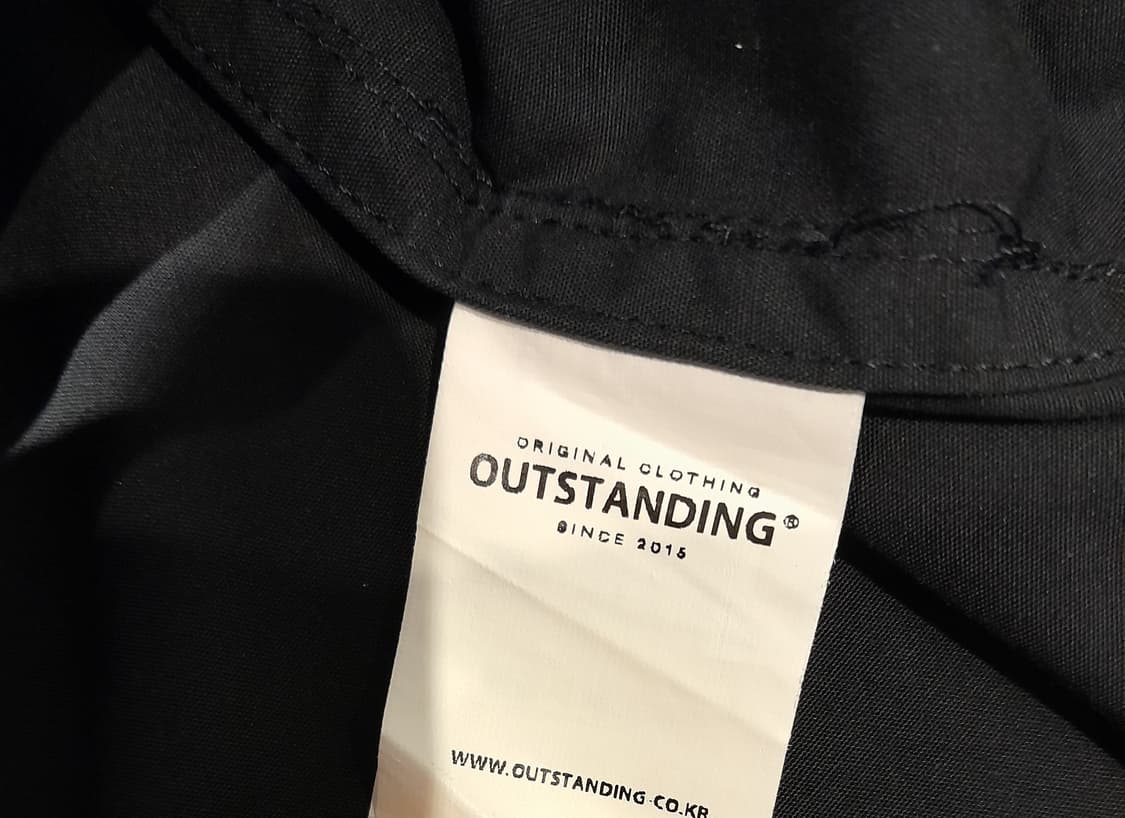 ORIGINAL CLOTHING
OUTSTANDING®
SINCE 2015
WWW.OUTSTANDING.CO.KR